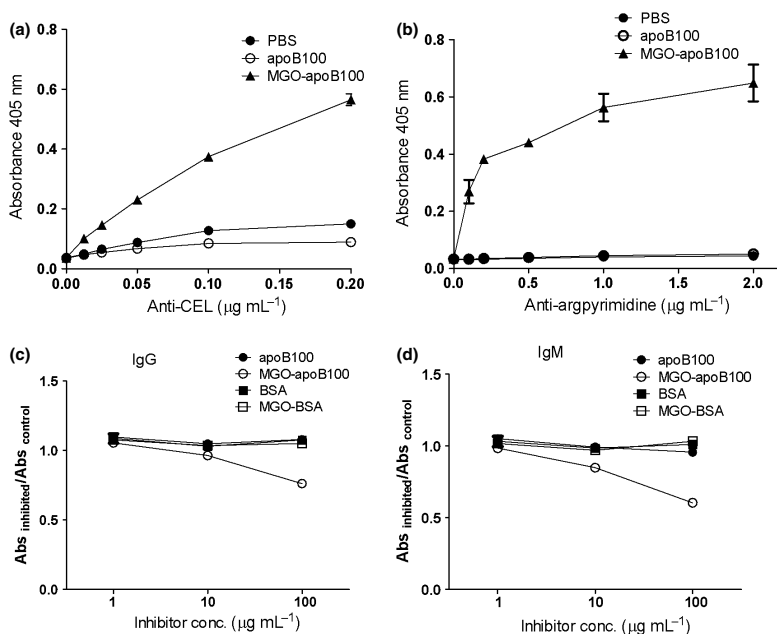 (a)
PBS
apoB100
MGO-apoB100
Absorbance 405 nm
0.8
0.6
0.4
0.2
0.0
0.00 0.05 0.10 0.15 0.20
Anti-CEL (μg mL⁻¹)
(b)
PBS
apoB100
MGO-apoB100
Absorbance 405 nm
0.8
0.6
0.4
0.2
0.0
0.0 0.5 1.0 1.5 2.0
Anti-argpyrimidine (μg mL⁻¹)
(c)
IgG
apoB100
MGO-apoB100
BSA
MGO-BSA
Abs inhibited/Abs control
1.5
1.0
0.5
0.0
1 10 100
Inhibitor conc. (μg mL⁻¹)
(d)
IgM
apoB100
MGO-apoB100
BSA
MGO-BSA
Abs inhibited/Abs control
1.5
1.0
0.5
0.0
1 10 100
Inhibitor conc. (μg mL⁻¹)